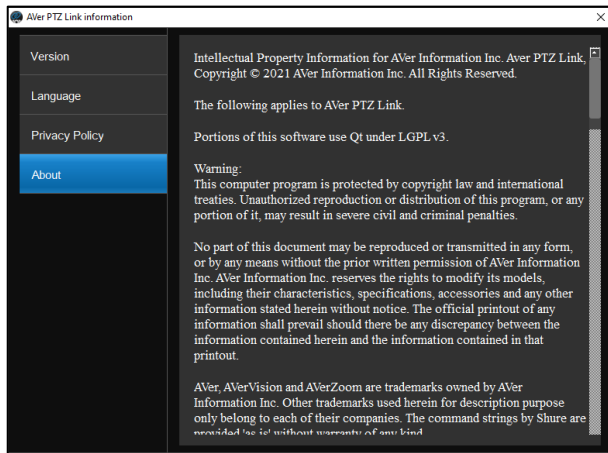 AVer PTZ Link information
Version
Language
Privacy Policy
About
Intellectual Property Information for AVer Information Inc. Aver PTZ Link,
Copyright © 2021 AVer Information Inc. All Rights Reserved.
The following applies to AVer PTZ Link.
Portions of this software use Qt under LGPL v3.
Warning:
This computer program is protected by copyright law and international
treaties. Unauthorized reproduction or distribution of this program, or any
portion of it, may result in severe civil and criminal penalties.
No part of this document may be reproduced or transmitted in any form,
or by any means without the prior written permission of AVer Information
Inc. AVer Information Inc. reserves the rights to modify its models,
including their characteristics, specifications, accessories and any other
information stated herein without notice. The official printout of any
information shall prevail should there be any discrepancy between the
information contained herein and the information contained in that
printout.
AVer, AVerVision and AVerZoom are trademarks owned by AVer
Information Inc. Other trademarks used herein for description purpose
only belong to each of their companies. The command strings by Shure are
provided 'as is' without warranty of any kind